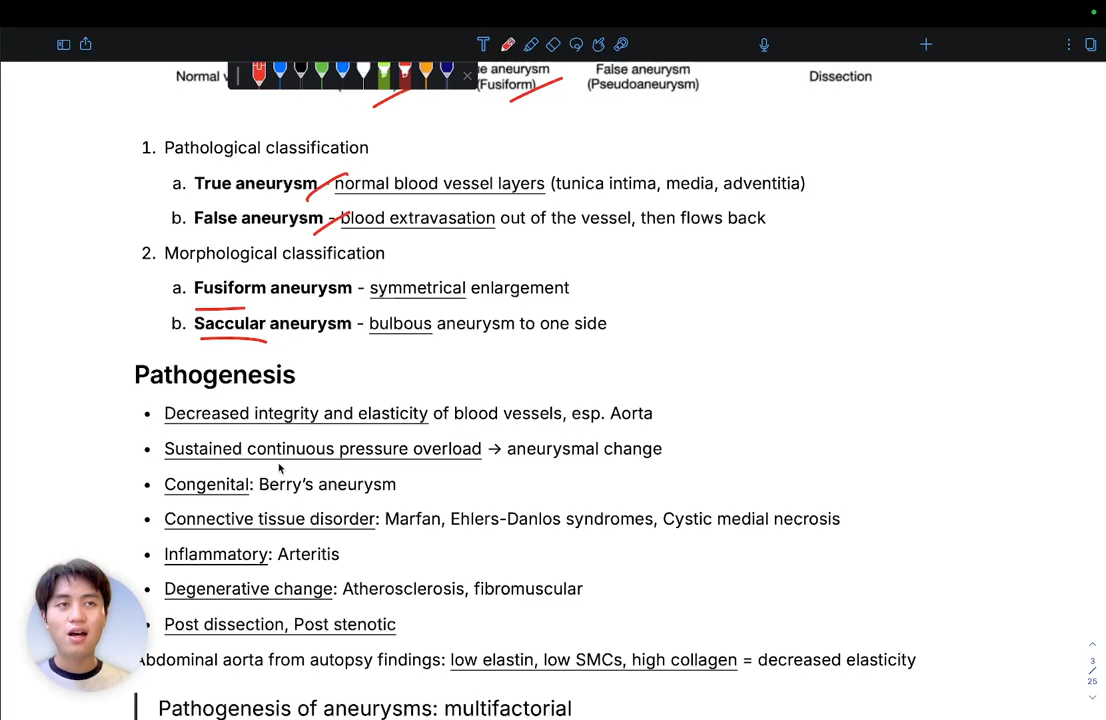 Normal
e aneurysm
(Fusiform)
False aneurysm
(Pseudoaneurysm)
Dissection
1. Pathological classification
a. True aneurysm - normal blood vessel layers (tunica intima, media, adventitia)
b. False aneurysm - blood extravasation out of the vessel, then flows back
2. Morphological classification
a. Fusiform aneurysm - symmetrical enlargement
b. Saccular aneurysm - bulbous aneurysm to one side
Pathogenesis
• Decreased integrity and elasticity of blood vessels, esp. Aorta
• Sustained continuous pressure overload → aneurysmal change
• Congenital: Berry's aneurysm
• Connective tissue disorder: Marfan, Ehlers-Danlos syndromes, Cystic medial necrosis
• Inflammatory: Arteritis
• Degenerative change: Atherosclerosis, fibromuscular
• Post dissection, Post stenotic
Abdominal aorta from autopsy findings: low elastin, low SMCs, high collagen = decreased elasticity
Pathogenesis of aneurysms: multifactorial
3
/
25